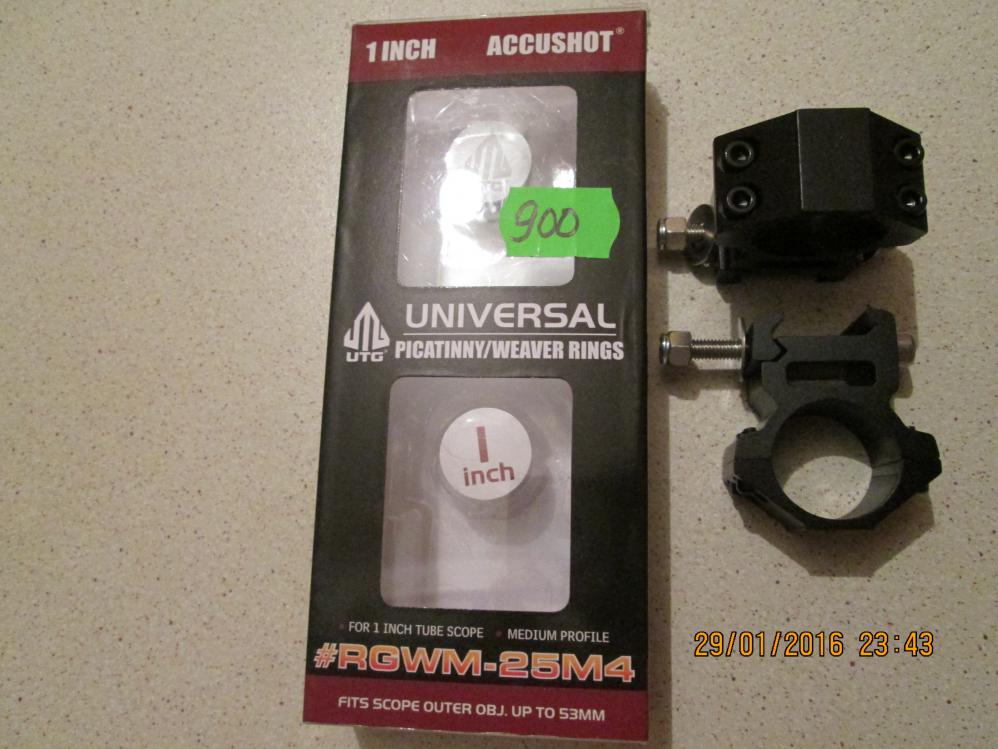 1 INCH ACCUSHOT®
UTG
900
UTG®
UNIVERSAL
PICATINNY/WEAVER RINGS
1
inch
• FOR 1 INCH TUBE SCOPE • MEDIUM PROFILE
#RGWM-25M4
FITS SCOPE OUTER OBJ. UP TO 53MM
29/01/2016 23:43